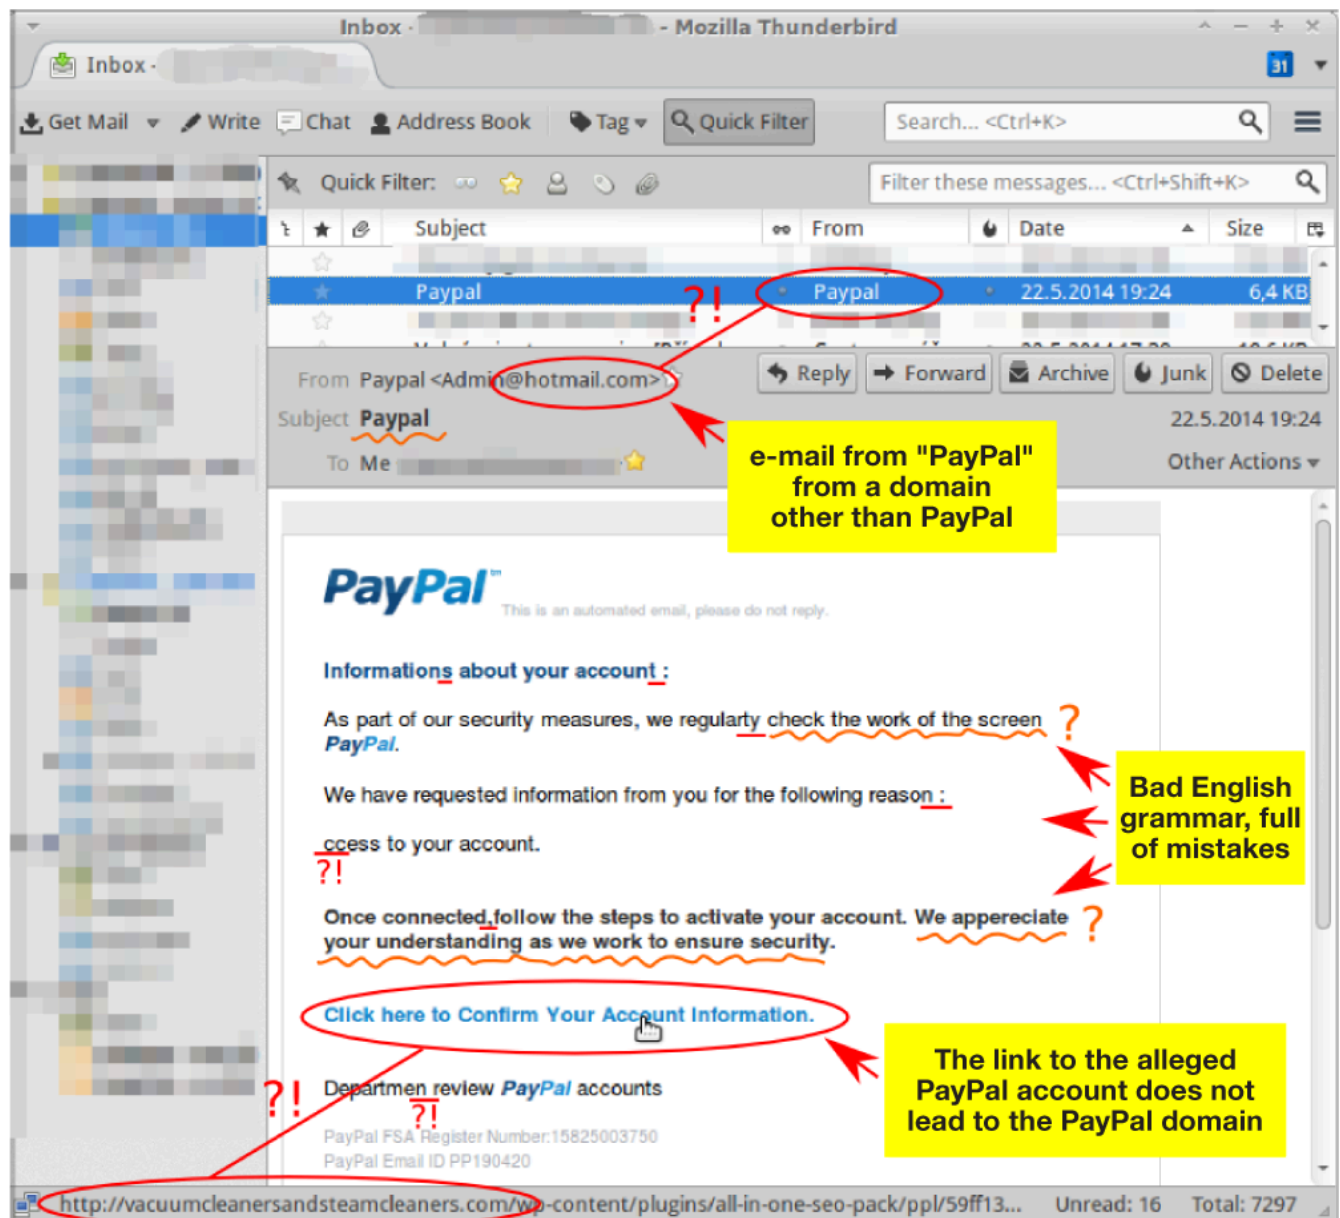 Inbox - - Mozilla Thunderbird
Inbox -
31
Get Mail Write Chat Address Book Tag Quick Filter Search... <Ctrl+K>
Quick Filter: Filter these messages... <Ctrl+Shift+K>
Subject From Date Size
Paypal ?! Paypal 22.5.2014 19:24 6,4 KB
From Paypal <Admin@hotmail.com> Reply Forward Archive Junk Delete
Subject Paypal 22.5.2014 19:24
To Me Other Actions
e-mail from "PayPal"
from a domain
other than PayPal
PayPal™ This is an automated email, please do not reply.
Informations about your account :
As part of our security measures, we regularty check the work of the screen ?
PayPal.
We have requested information from you for the following reason :
ccess to your account.
?!
Bad English
grammar, full
of mistakes
Once connected,follow the steps to activate your account. We appereciate ?
your understanding as we work to ensure security.
Click here to Confirm Your Account Information.
The link to the alleged
PayPal account does not
lead to the PayPal domain
?! Departmen review PayPal accounts
?!
PayPal FSA Register Number:15825003750
PayPal Email ID PP190420
http://vacuumcleanersandsteamcleaners.com/wp-content/plugins/all-in-one-seo-pack/ppl/59ff13... Unread: 16 Total: 7297